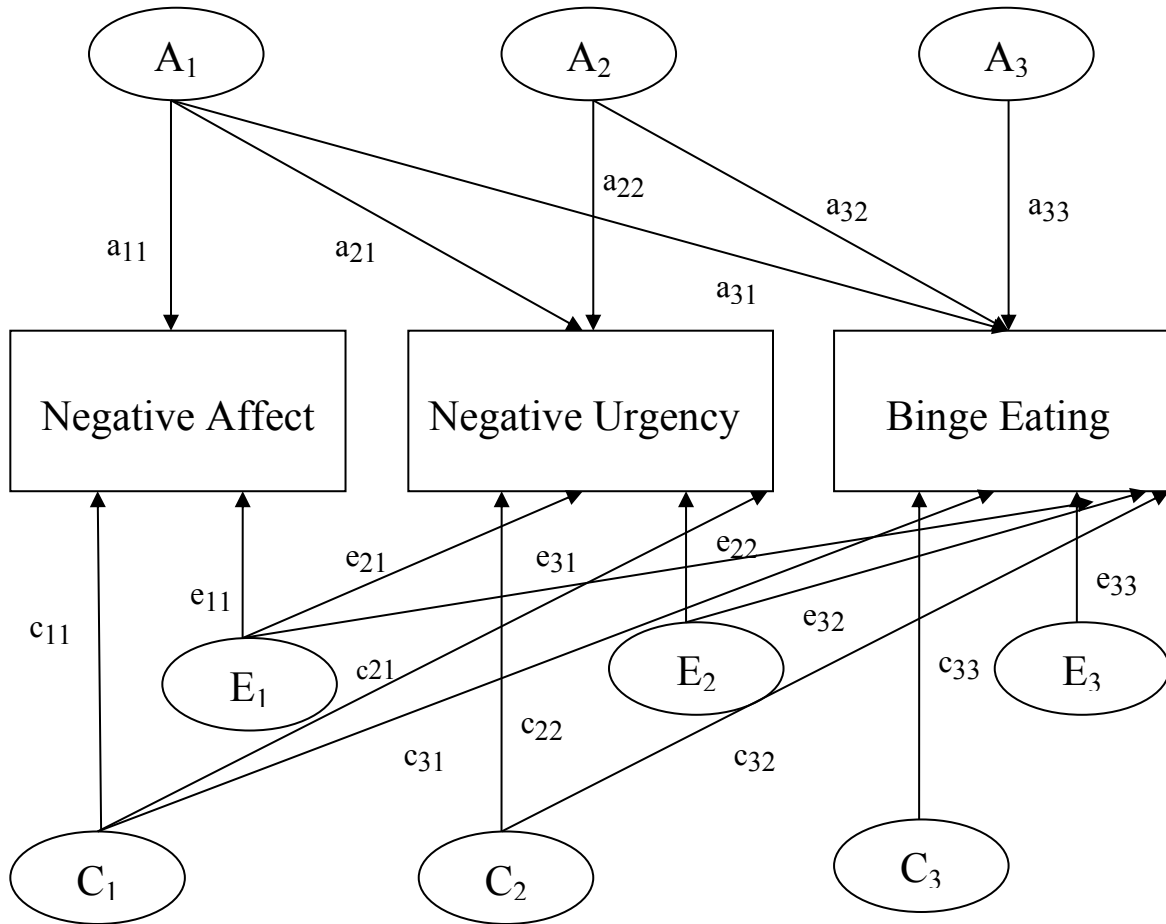 A₁ A₂ A₃
a₂₂ a₃₂ a₃₃
a₁₁ a₂₁
a₃₁
Negative Affect Negative Urgency Binge Eating
e₂₁ e₃₁ e₂₂
e₁₁ e₃₃
c₁₁ e₃₂
c₂₁ c₃₃
E₁ E₂ E₃
c₂₂
c₃₁ c₃₂
C₁ C₂ C₃